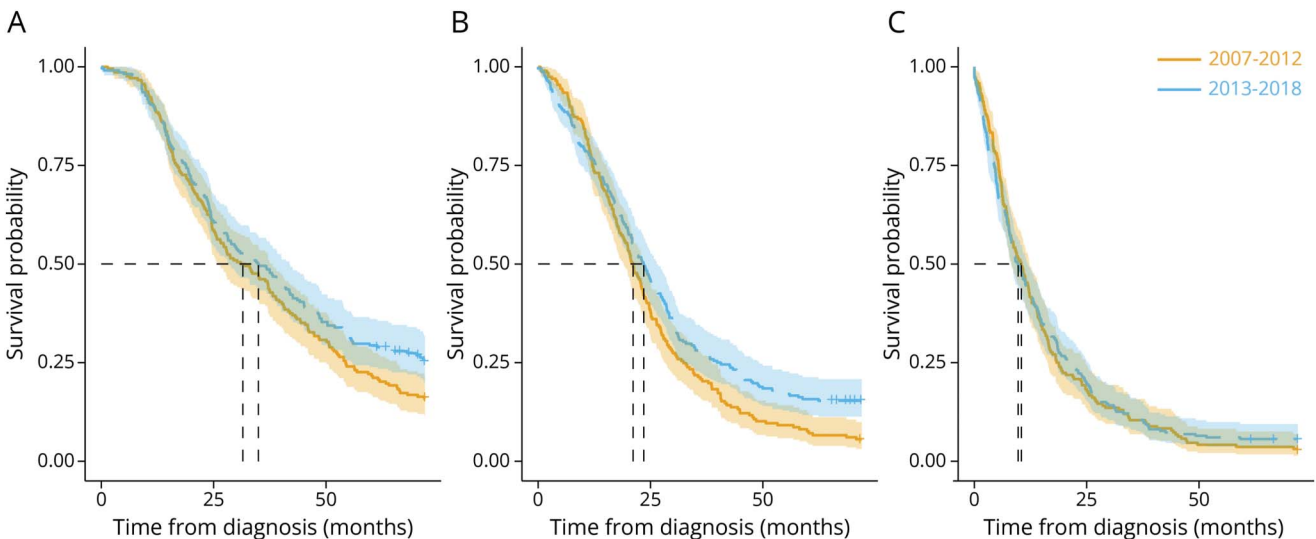 A
B
C
2007-2012
2013-2018
Survival probability
1.00
0.75
0.50
0.25
0.00
0
25
50
Time from diagnosis (months)
Survival probability
1.00
0.75
0.50
0.25
0.00
0
25
50
Time from diagnosis (months)
Survival probability
1.00
0.75
0.50
0.25
0.00
0
25
50
Time from diagnosis (months)